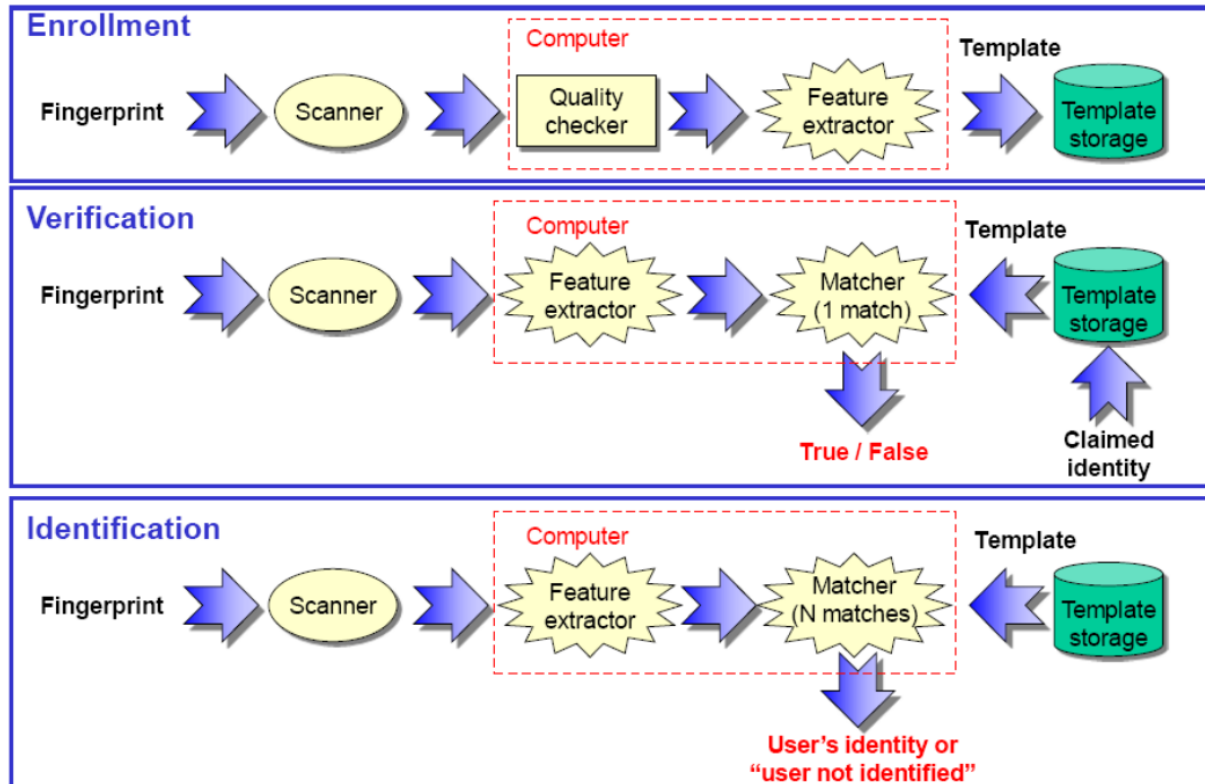 Enrollment
Computer
Template
Fingerprint
Scanner
Quality
checker
Feature
extractor
Template
storage
Verification
Computer
Template
Fingerprint
Scanner
Feature
extractor
Matcher
(1 match)
Template
storage
True / False
Claimed
identity
Identification
Computer
Template
Fingerprint
Scanner
Feature
extractor
Matcher
(N matches)
Template
storage
User’s identity or
“user not identified”